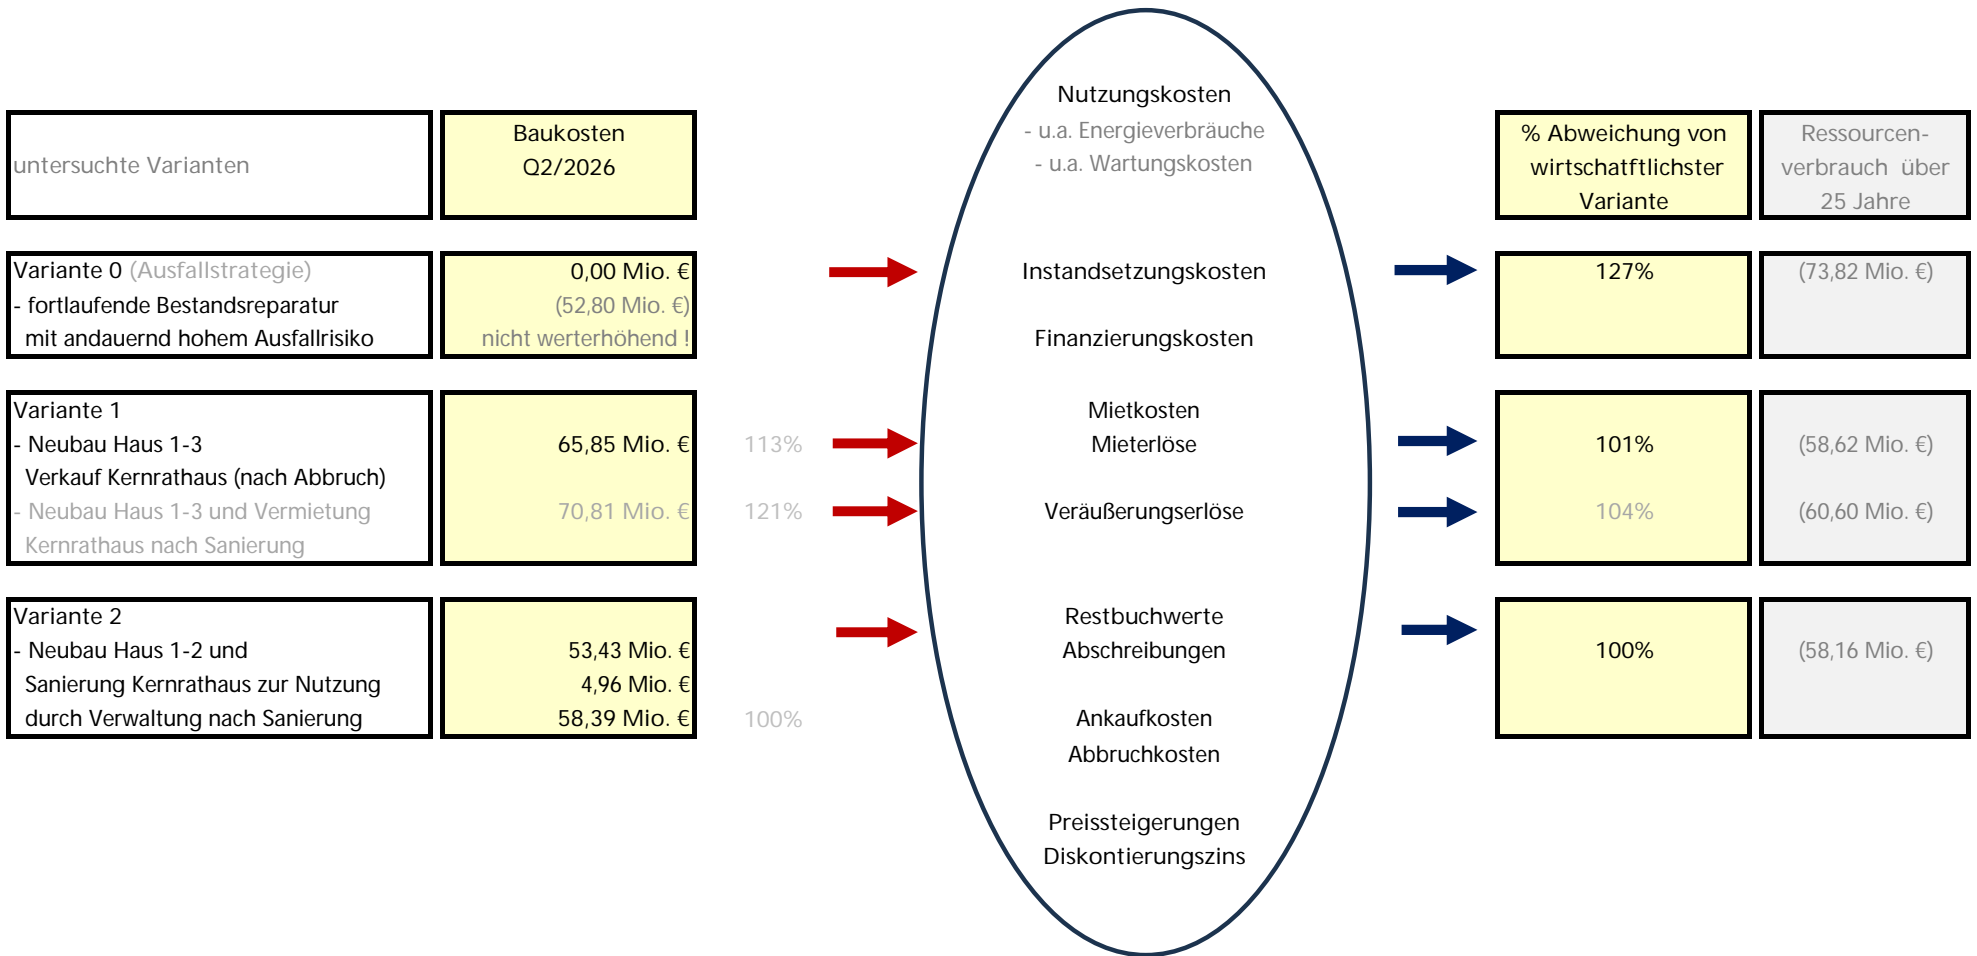 untersuchte Varianten
Baukosten
Q2/2026
Variante 0 (Ausfallstrategie)
- fortlaufende Bestandsreparatur
mit andauernd hohem Ausfallrisiko
0,00 Mio. €
(52,80 Mio. €)
nicht werterhöhend !
Variante 1
- Neubau Haus 1-3
Verkauf Kernrathaus (nach Abbruch)
- Neubau Haus 1-3 und Vermietung
Kernrathaus nach Sanierung
65,85 Mio. €
70,81 Mio. €
113%
121%
Variante 2
- Neubau Haus 1-2 und
Sanierung Kernrathaus zur Nutzung
durch Verwaltung nach Sanierung
53,43 Mio. €
4,96 Mio. €
58,39 Mio. €
100%
Nutzungskosten
- u.a. Energieverbräuche
- u.a. Wartungskosten
Instandsetzungskosten
Finanzierungskosten
Mietkosten
Mieterlöse
Veräußerungserlöse
Restbuchwerte
Abschreibungen
Ankaufkosten
Abbruchkosten
Preissteigerungen
Diskontierungszins
% Abweichung von
wirtschatftlichster
Variante
Ressourcen-
verbrauch über
25 Jahre
127%
(73,82 Mio. €)
101%
(58,62 Mio. €)
104%
(60,60 Mio. €)
100%
(58,16 Mio. €)